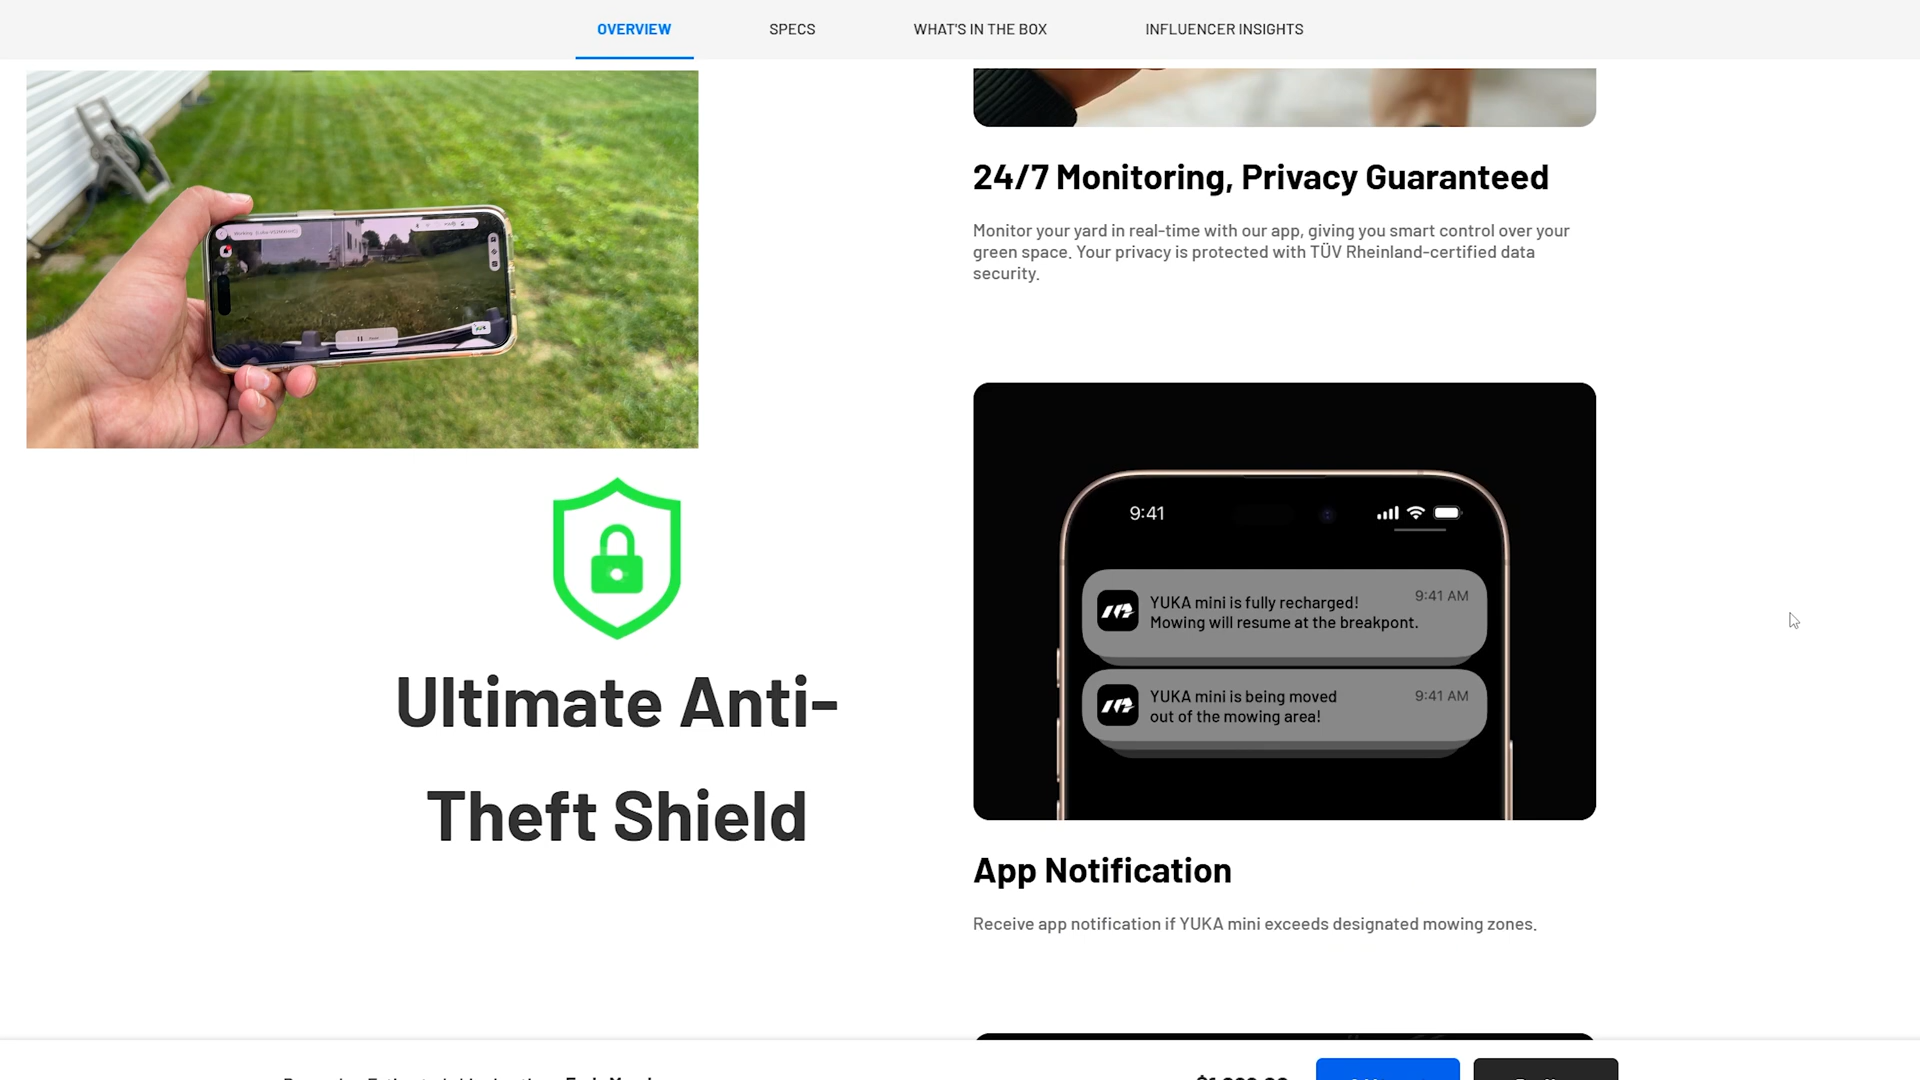 OVERVIEW
SPECS
WHAT'S IN THE BOX
INFLUENCER INSIGHTS
24/7 Monitoring, Privacy Guaranteed
Monitor your yard in real-time with our app, giving you smart control over your
green space. Your privacy is protected with TÜV Rheinland-certified data
security.
Ultimate Anti-
Theft Shield
9:41
YUKA mini is fully recharged!
9:41 AM
Mowing will resume at the breakpont.
YUKA mini is being moved
9:41 AM
out of the mowing area!
App Notification
Receive app notification if YUKA mini exceeds designated mowing zones.